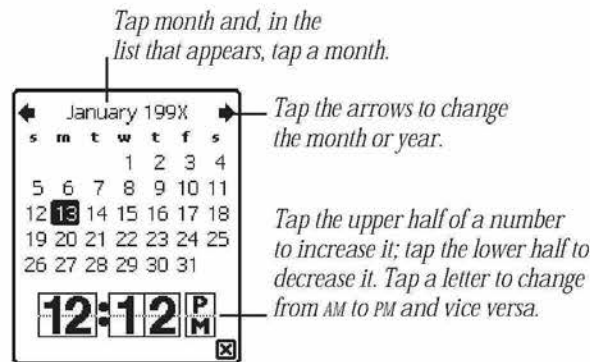 Tap month and, in the
list that appears, tap a month.
January 199X
s m t w t f s
1 2 3 4
5 6 7 8 9 10 11
12 13 14 15 16 17 18
19 20 21 22 23 24 25
26 27 28 29 30 31
12:12 PM
Tap the arrows to change
the month or year.
Tap the upper half of a number
to increase it; tap the lower half to
decrease it. Tap a letter to change
from AM to PM and vice versa.